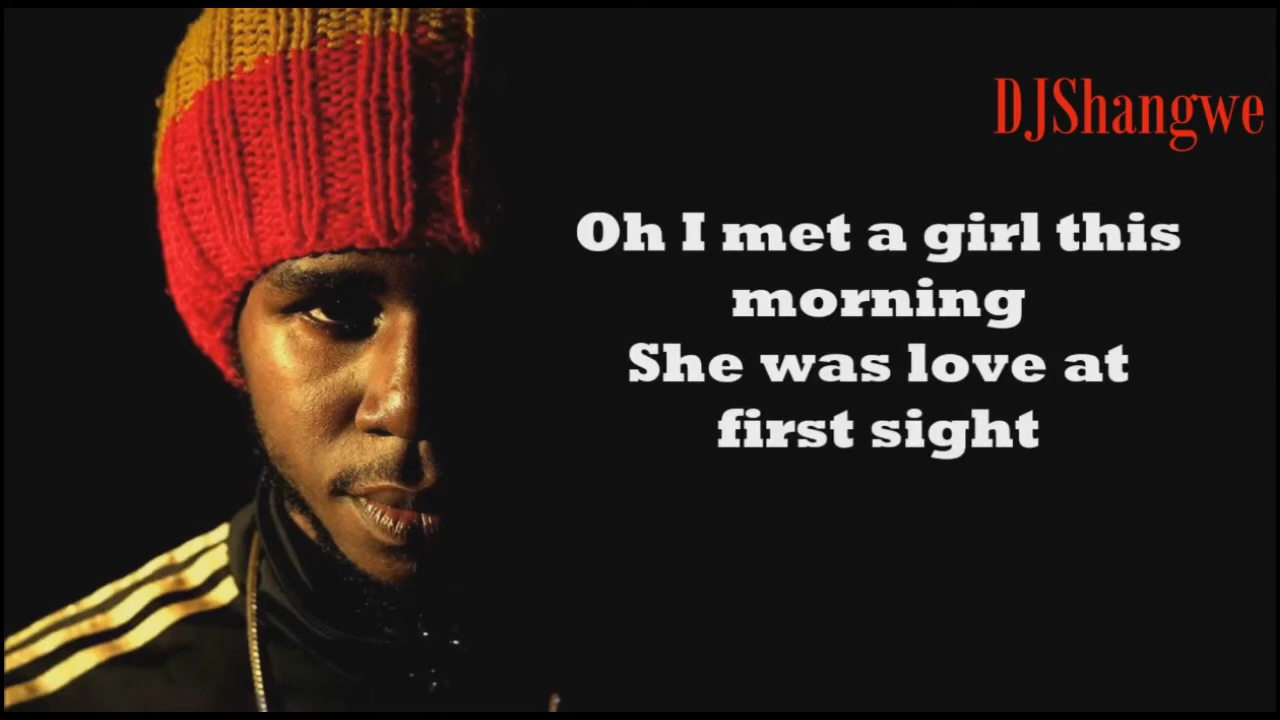 DJShangwe
Oh I met a girl this
morning
She was love at
first sight